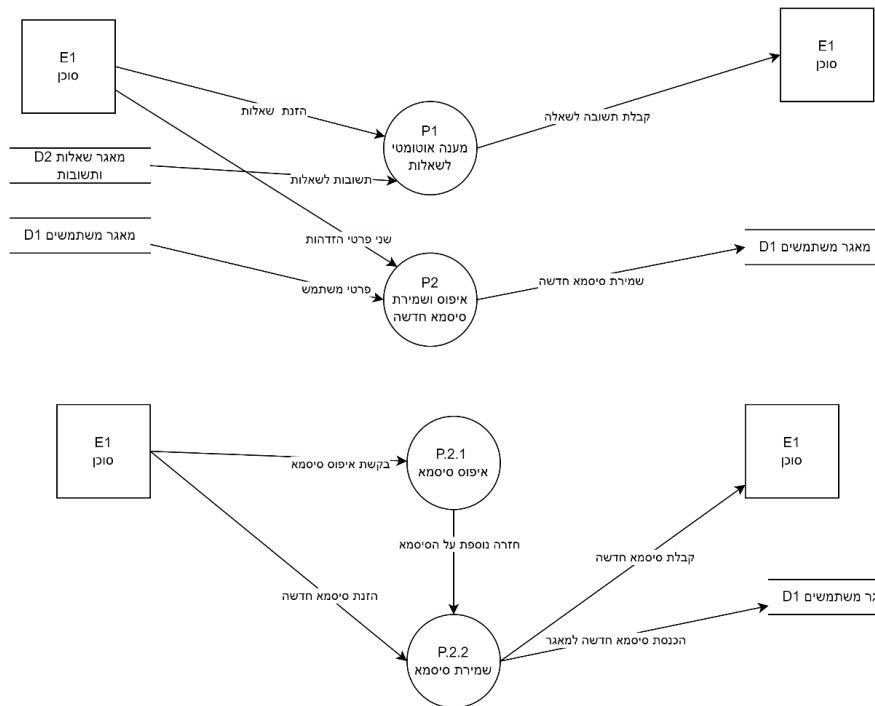 E1
סוכן
E1
סוכן
הזנת שאלות
קבלת תשובה לשאלה
P1
מענה אוטומטי
לשאלות
D2 מאגר שאלות
ותשובות
תשובות לשאלות
D1 מאגר משתמשים
שני פרטי הזדהות
D1 מאגר משתמשים
פרטי משתמש
P2
איפוס ושמירת
סיסמא חדשה
שמירת סיסמא חדשה
E1
סוכן
P.2.1
איפוס סיסמא
E1
סוכן
בקשת איפוס סיסמא
חזרה נוספת על הסיסמא
קבלת סיסמא חדשה
הזנת סיסמא חדשה
D1 גר משתמשים
הכנסת סיסמא חדשה למאגר
P.2.2
שמירת סיסמא